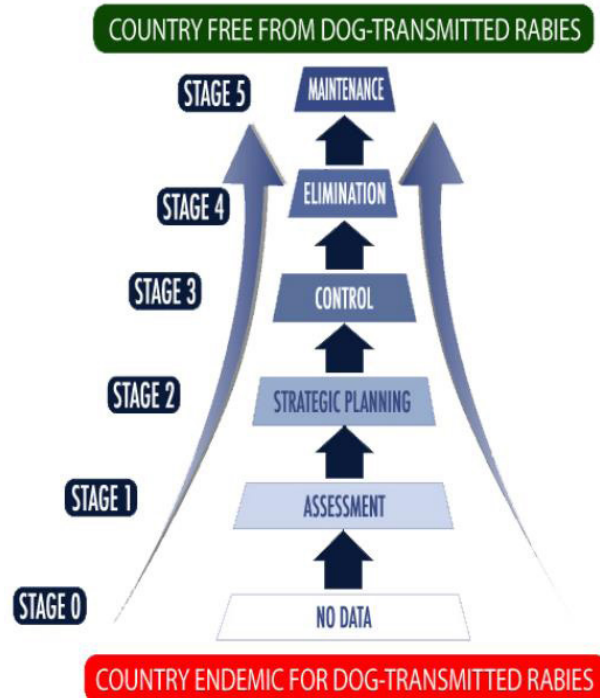 COUNTRY FREE FROM DOG-TRANSMITTED RABIES
STAGE 5
MAINTENANCE
STAGE 4
ELIMINATION
STAGE 3
CONTROL
STAGE 2
STRATEGIC PLANNING
STAGE 1
ASSESSMENT
STAGE 0
NO DATA
COUNTRY ENDEMIC FOR DOG-TRANSMITTED RABIES